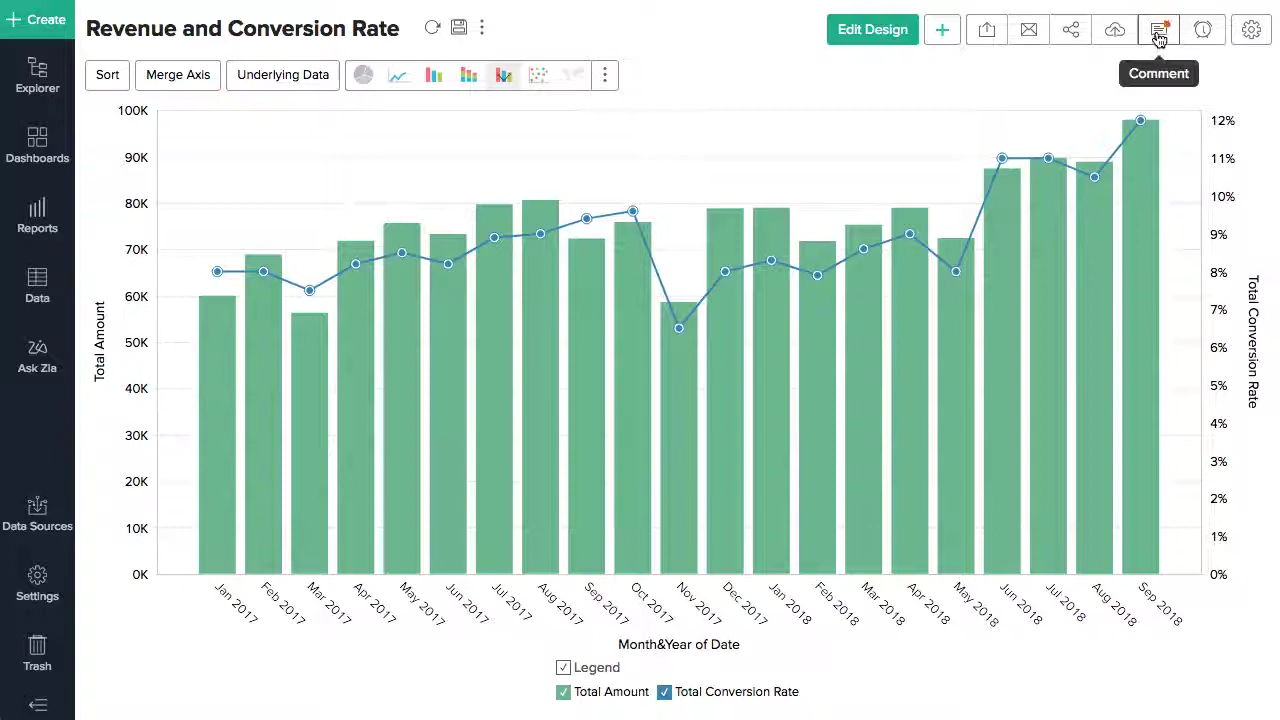 Create
Explorer
Dashboards
Reports
Data
Ask Zia
Data Sources
Settings
Trash
Revenue and Conversion Rate
Edit Design
Comment
Sort
Merge Axis
Underlying Data
100K
90K
80K
70K
60K
50K
40K
30K
20K
10K
0K
Total Amount
12%
11%
10%
9%
8%
7%
6%
5%
4%
3%
2%
1%
0%
Total Conversion Rate
Jan 2017
Feb 2017
Mar 2017
Apr 2017
May 2017
Jun 2017
Jul 2017
Aug 2017
Sep 2017
Oct 2017
Nov 2017
Dec 2017
Jan 2018
Feb 2018
Mar 2018
Apr 2018
May 2018
Jun 2018
Jul 2018
Aug 2018
Sep 2018
Month&Year of Date
Legend
Total Amount Total Conversion Rate